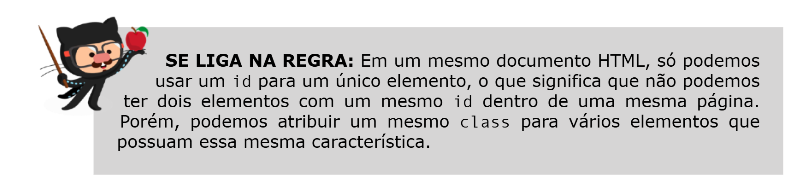 SE LIGA NA REGRA: Em um mesmo documento HTML, só podemos
usar um id para um único elemento, o que significa que não podemos
ter dois elementos com um mesmo id dentro de uma mesma página.
Porém, podemos atribuir um mesmo class para vários elementos que
possuam essa mesma característica.